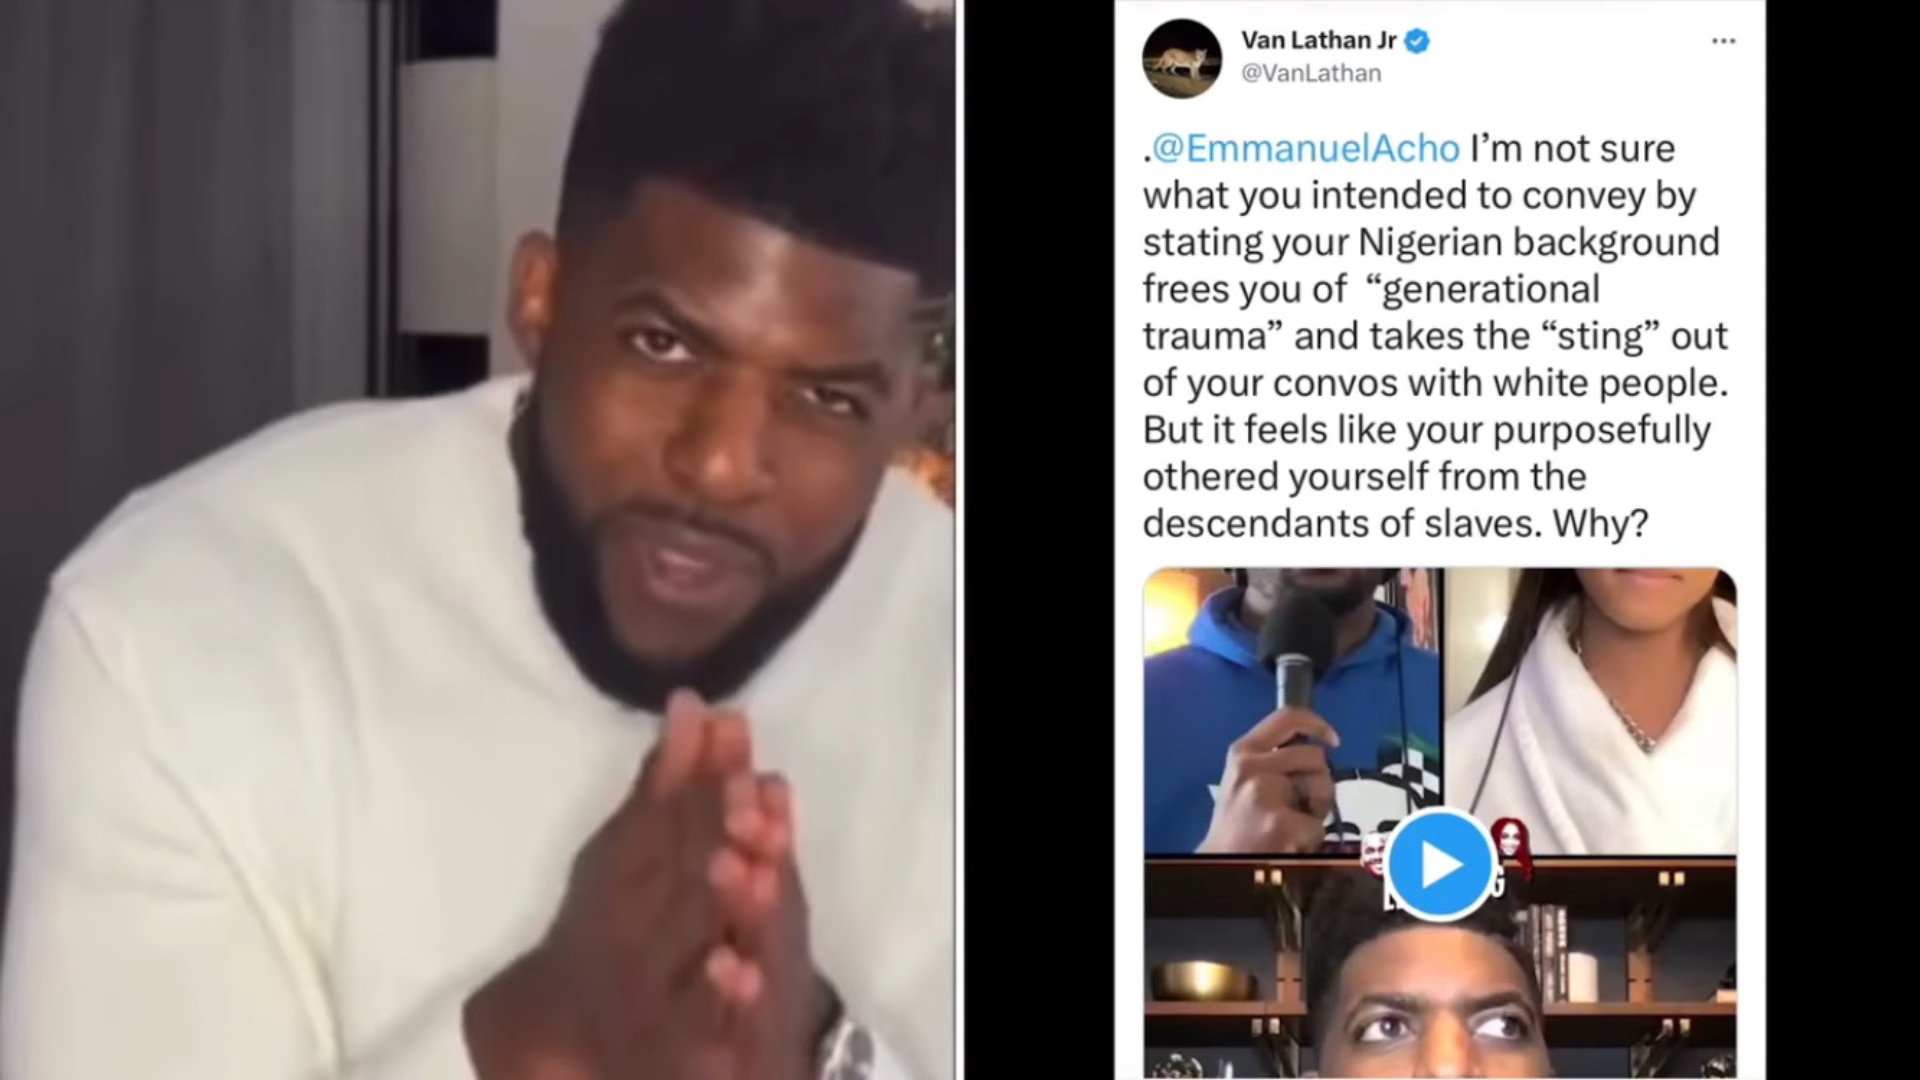 Van Lathan Jr
@VanLathan
.@EmmanuelAcho I’m not sure
what you intended to convey by
stating your Nigerian background
frees you of “generational
trauma” and takes the “sting” out
of your convos with white people.
But it feels like your purposefully
othered yourself from the
descendants of slaves. Why?